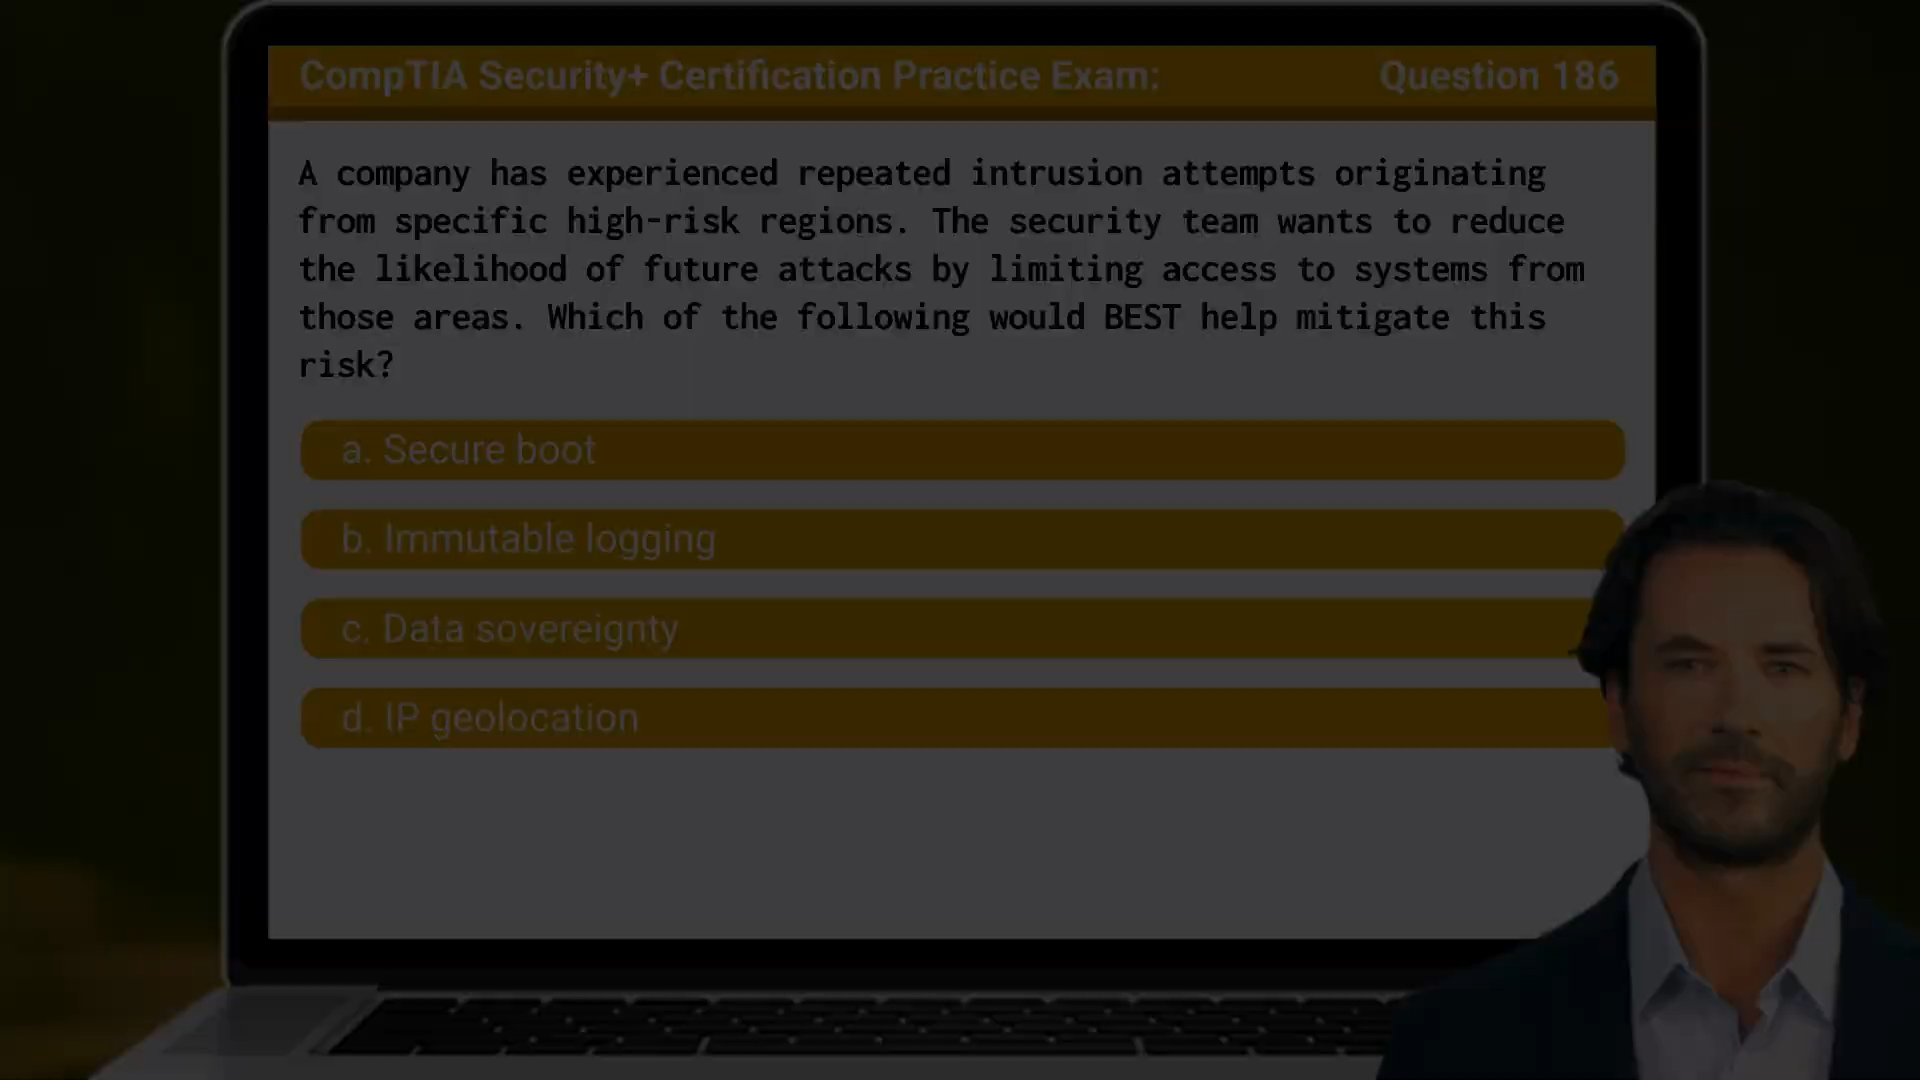 CompTIA Security+ Certification Practice Exam: Question 186
A company has experienced repeated intrusion attempts originating
from specific high-risk regions. The security team wants to reduce
the likelihood of future attacks by limiting access to systems from
those areas. Which of the following would BEST help mitigate this
risk?
a. Secure boot
b. Immutable logging
c. Data sovereignty
d. IP geolocation